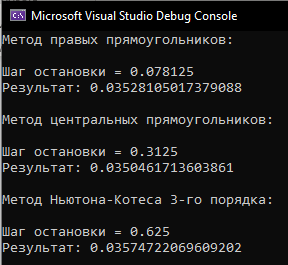 Microsoft Visual Studio Debug Console
Метод правых прямоугольников:
Шаг остановки = 0.078125
Результат: 0.03528105017379088
Метод центральных прямоугольников:
Шаг остановки = 0.3125
Результат: 0.0350461713603861
Метод Ньютона-Котеса 3-го порядка:
Шаг остановки = 0.625
Результат: 0.03574722069609202